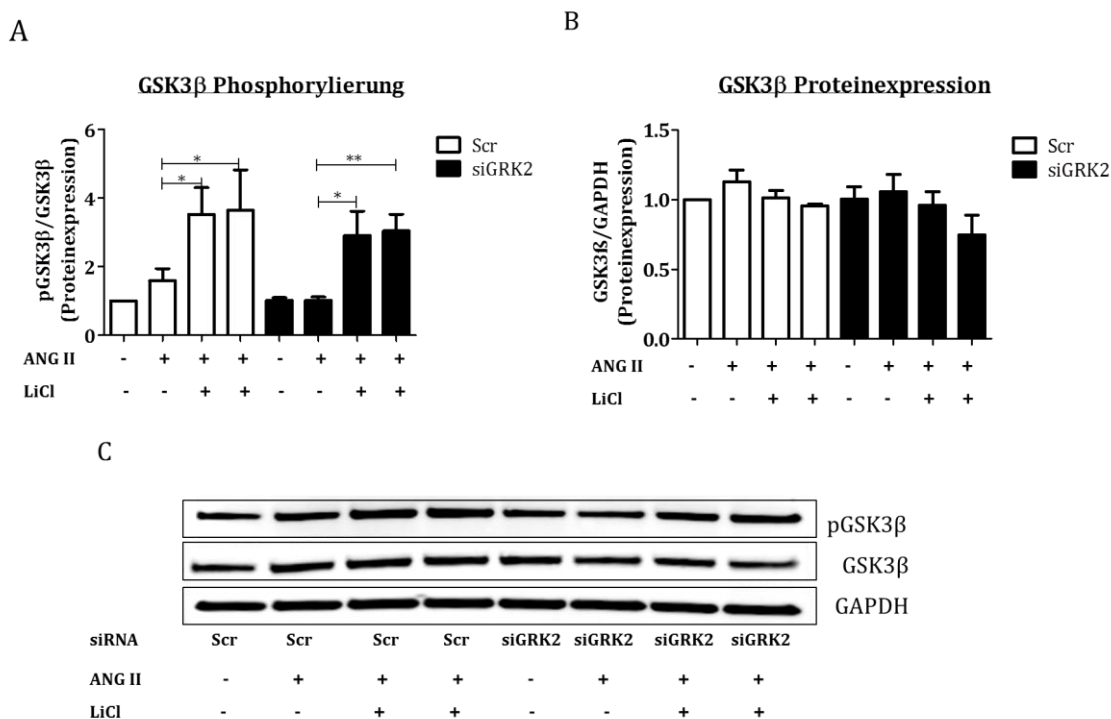 A
GSK3β Phosphorylierung
pGSK3β/GSK3β
(Proteinexpression)
6
4
2
0
* * * **
Scr
siGRK2
ANG II - + + + - + + +
LiCl - - + + - - + +
B
GSK3β Proteinexpression
GSK3ß/GAPDH
(Proteinexpression)
1.5
1.0
0.5
0.0
Scr
siGRK2
ANG II - + + + - + + +
LiCl - - + + - - + +
C
pGSK3β
GSK3β
GAPDH
siRNA Scr Scr Scr Scr siGRK2 siGRK2 siGRK2 siGRK2
ANG II - + + + - + + +
LiCl + + + +